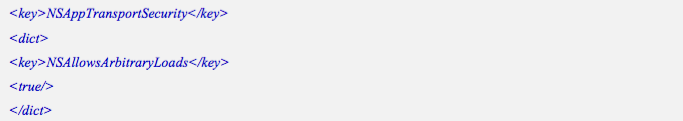 <key>NSAppTransportSecurity</key>
<dict>
<key>NSAllowsArbitraryLoads</key>
<true/>
</dict>